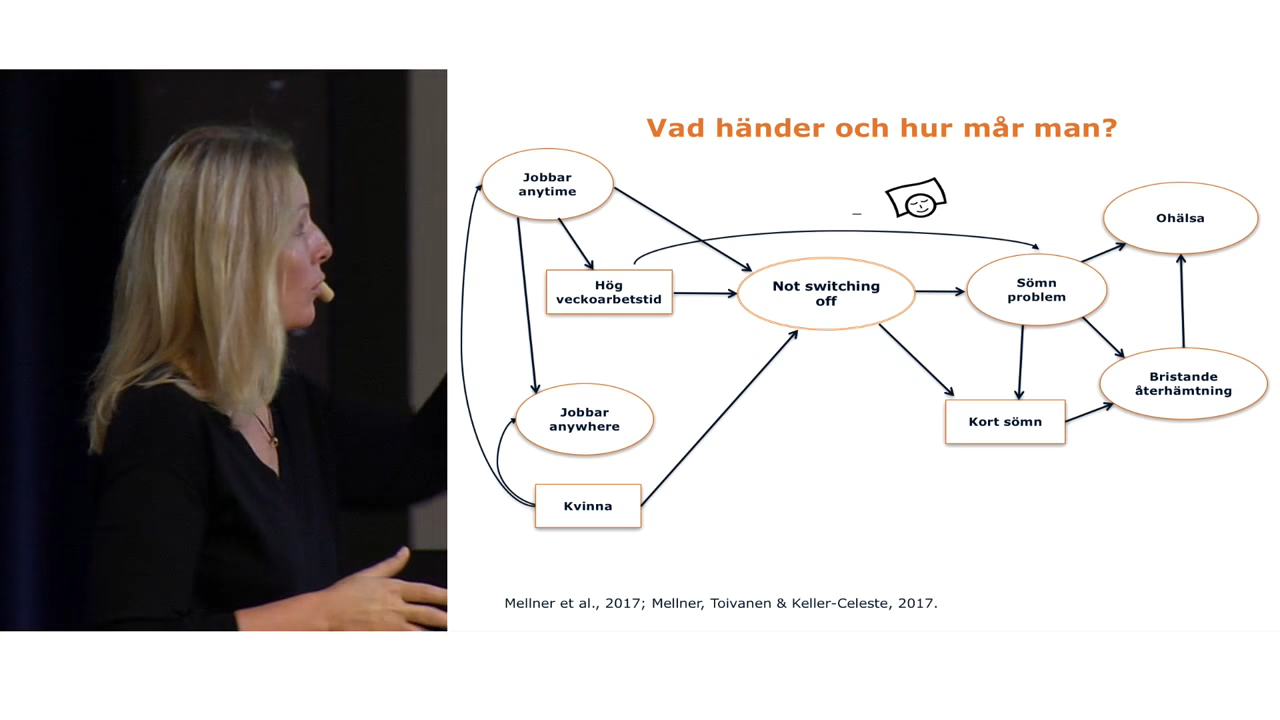 Vad händer och hur mår man?
Jobbar
anytime
Hög
veckoarbetstid
Not switching
off
–
Sömn
problem
Ohälsa
Bristande
återhämtning
Kort sömn
Jobbar
anywhere
Kvinna
Mellner et al., 2017; Mellner, Toivanen & Keller-Celeste, 2017.